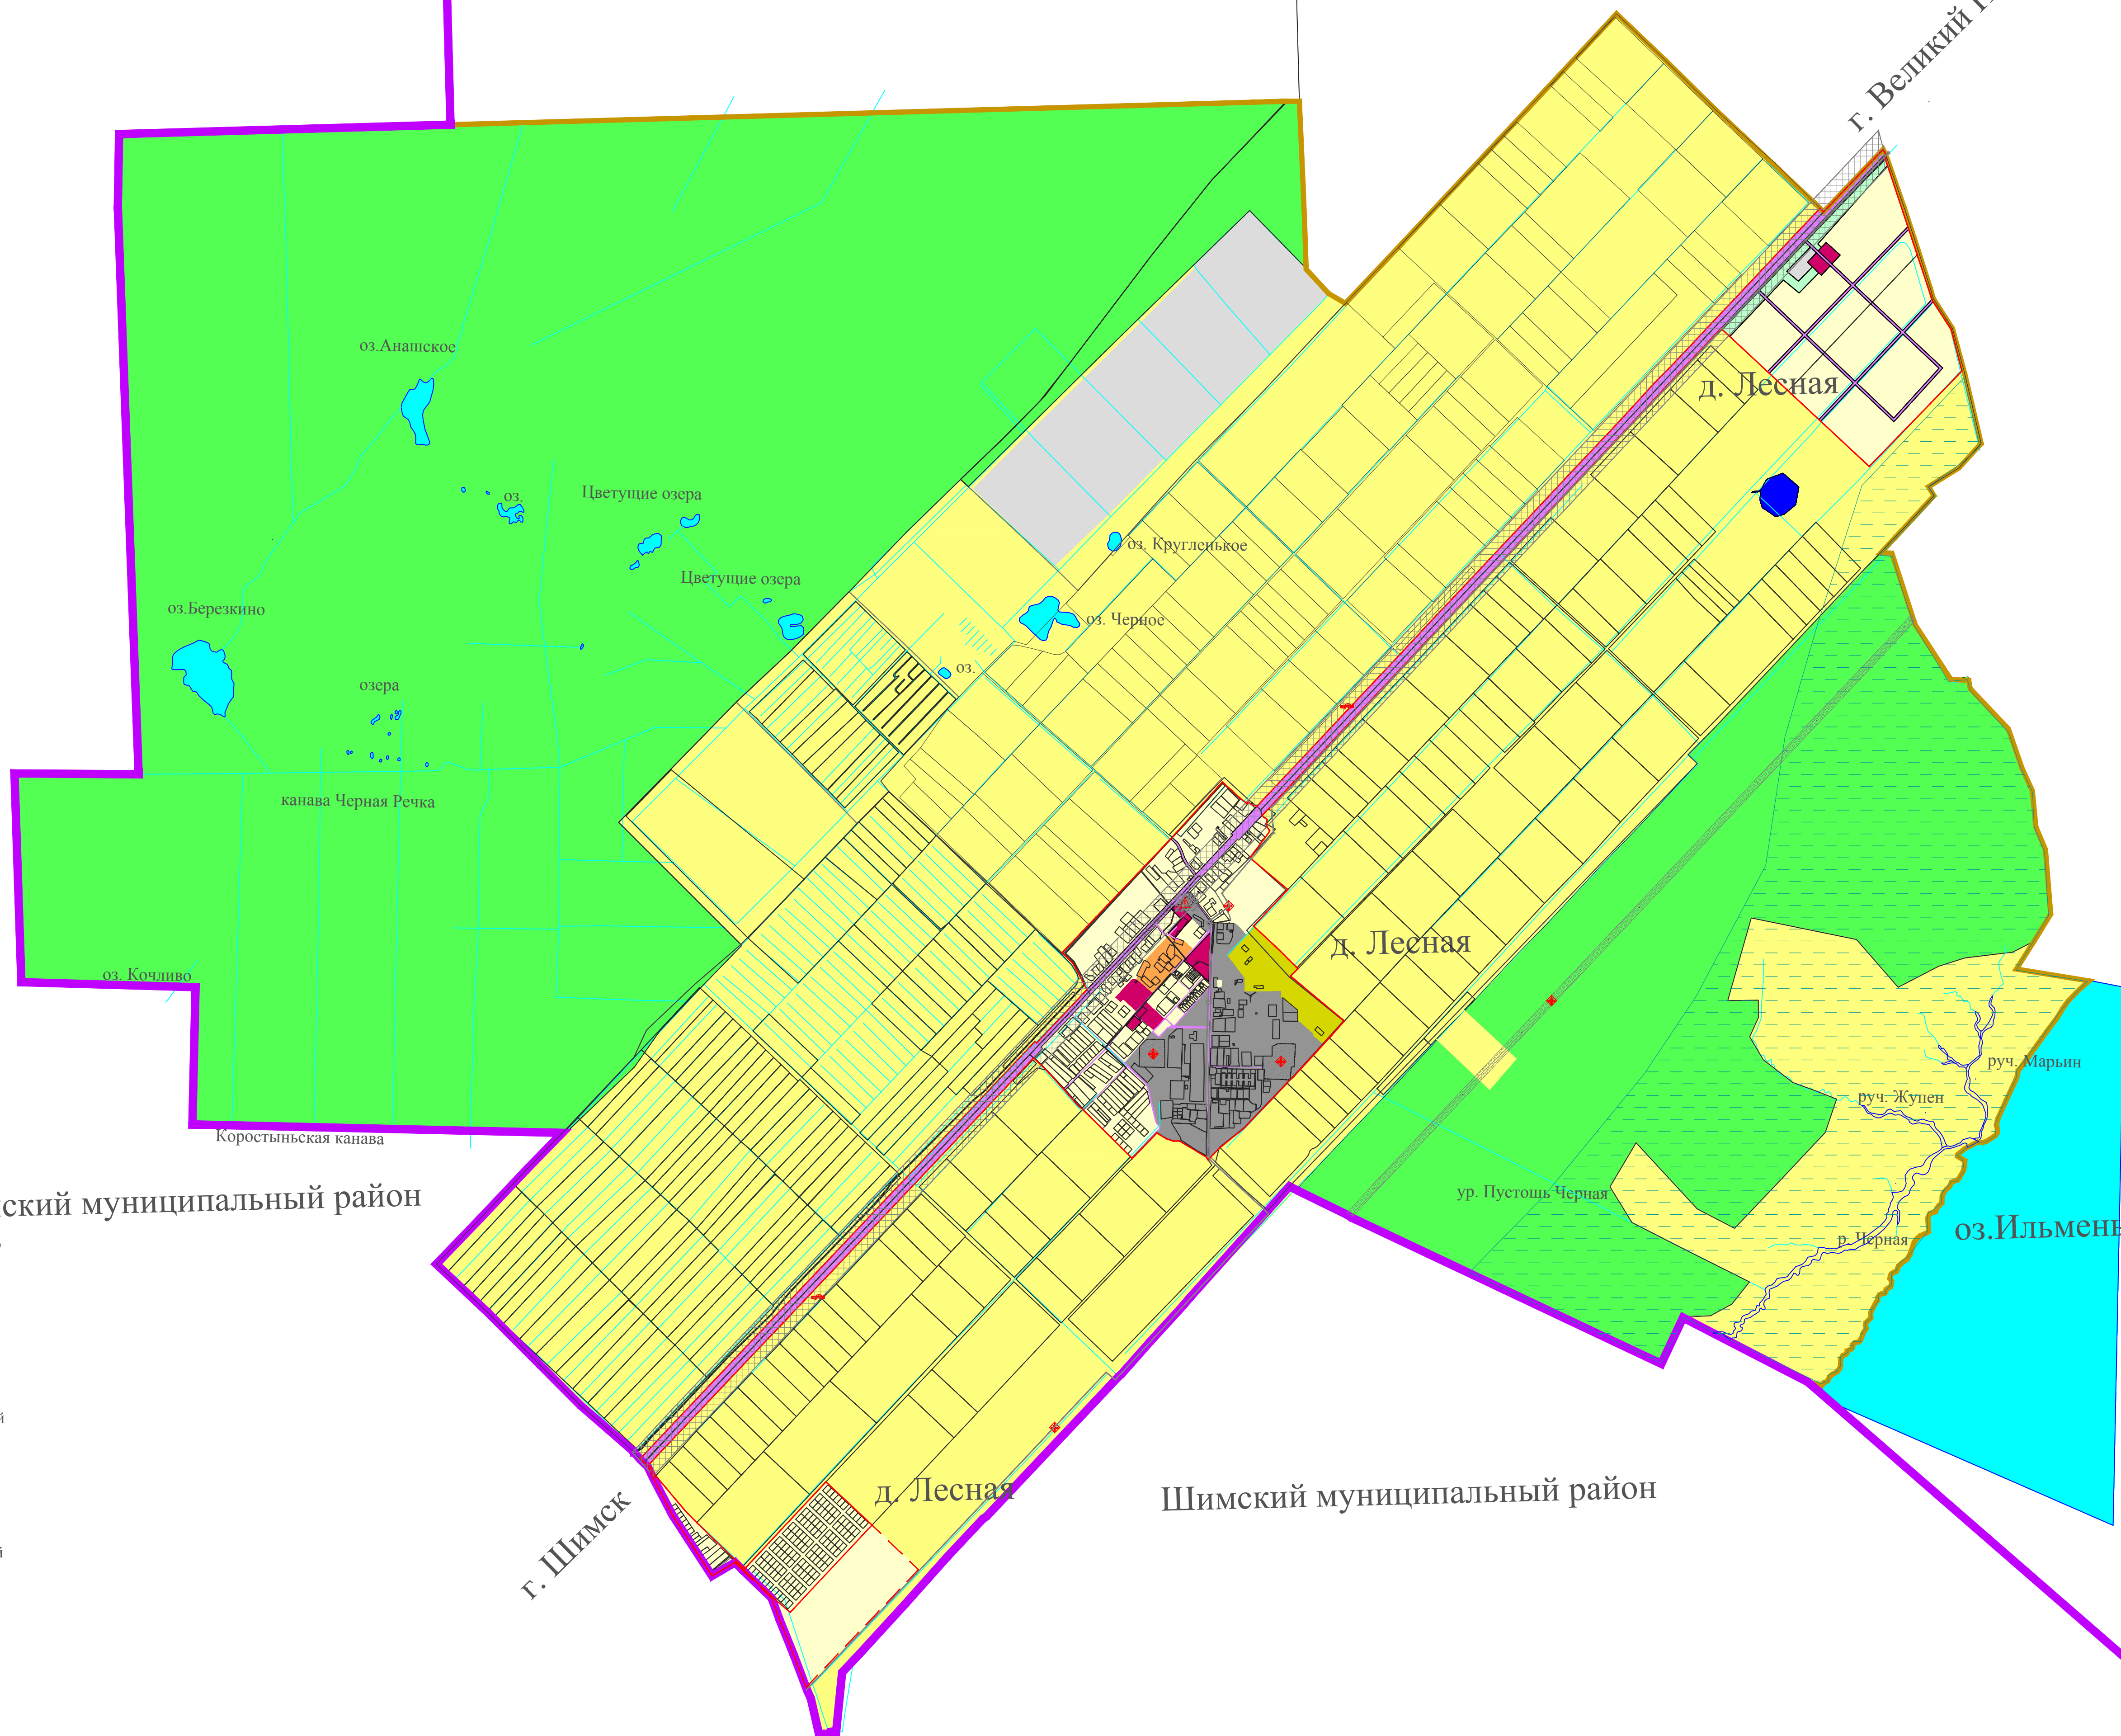 г. Великий
оз.Анашское
д. Лесная
оз.
Цветущие озера
оз. Кругленькое
Цветущие озера
оз.Березкино
оз. Черное
оз.
озера
канава Черная Речка
д. Лесная
оз. Кочливо
руч. Марьин
руч. Жупен
Коростыньская канава
муниципальный район
ур. Пустошь Черная
оз.Ильмень
р. Черная
д. Лесная
Шимский муниципальный район
г. Шимск